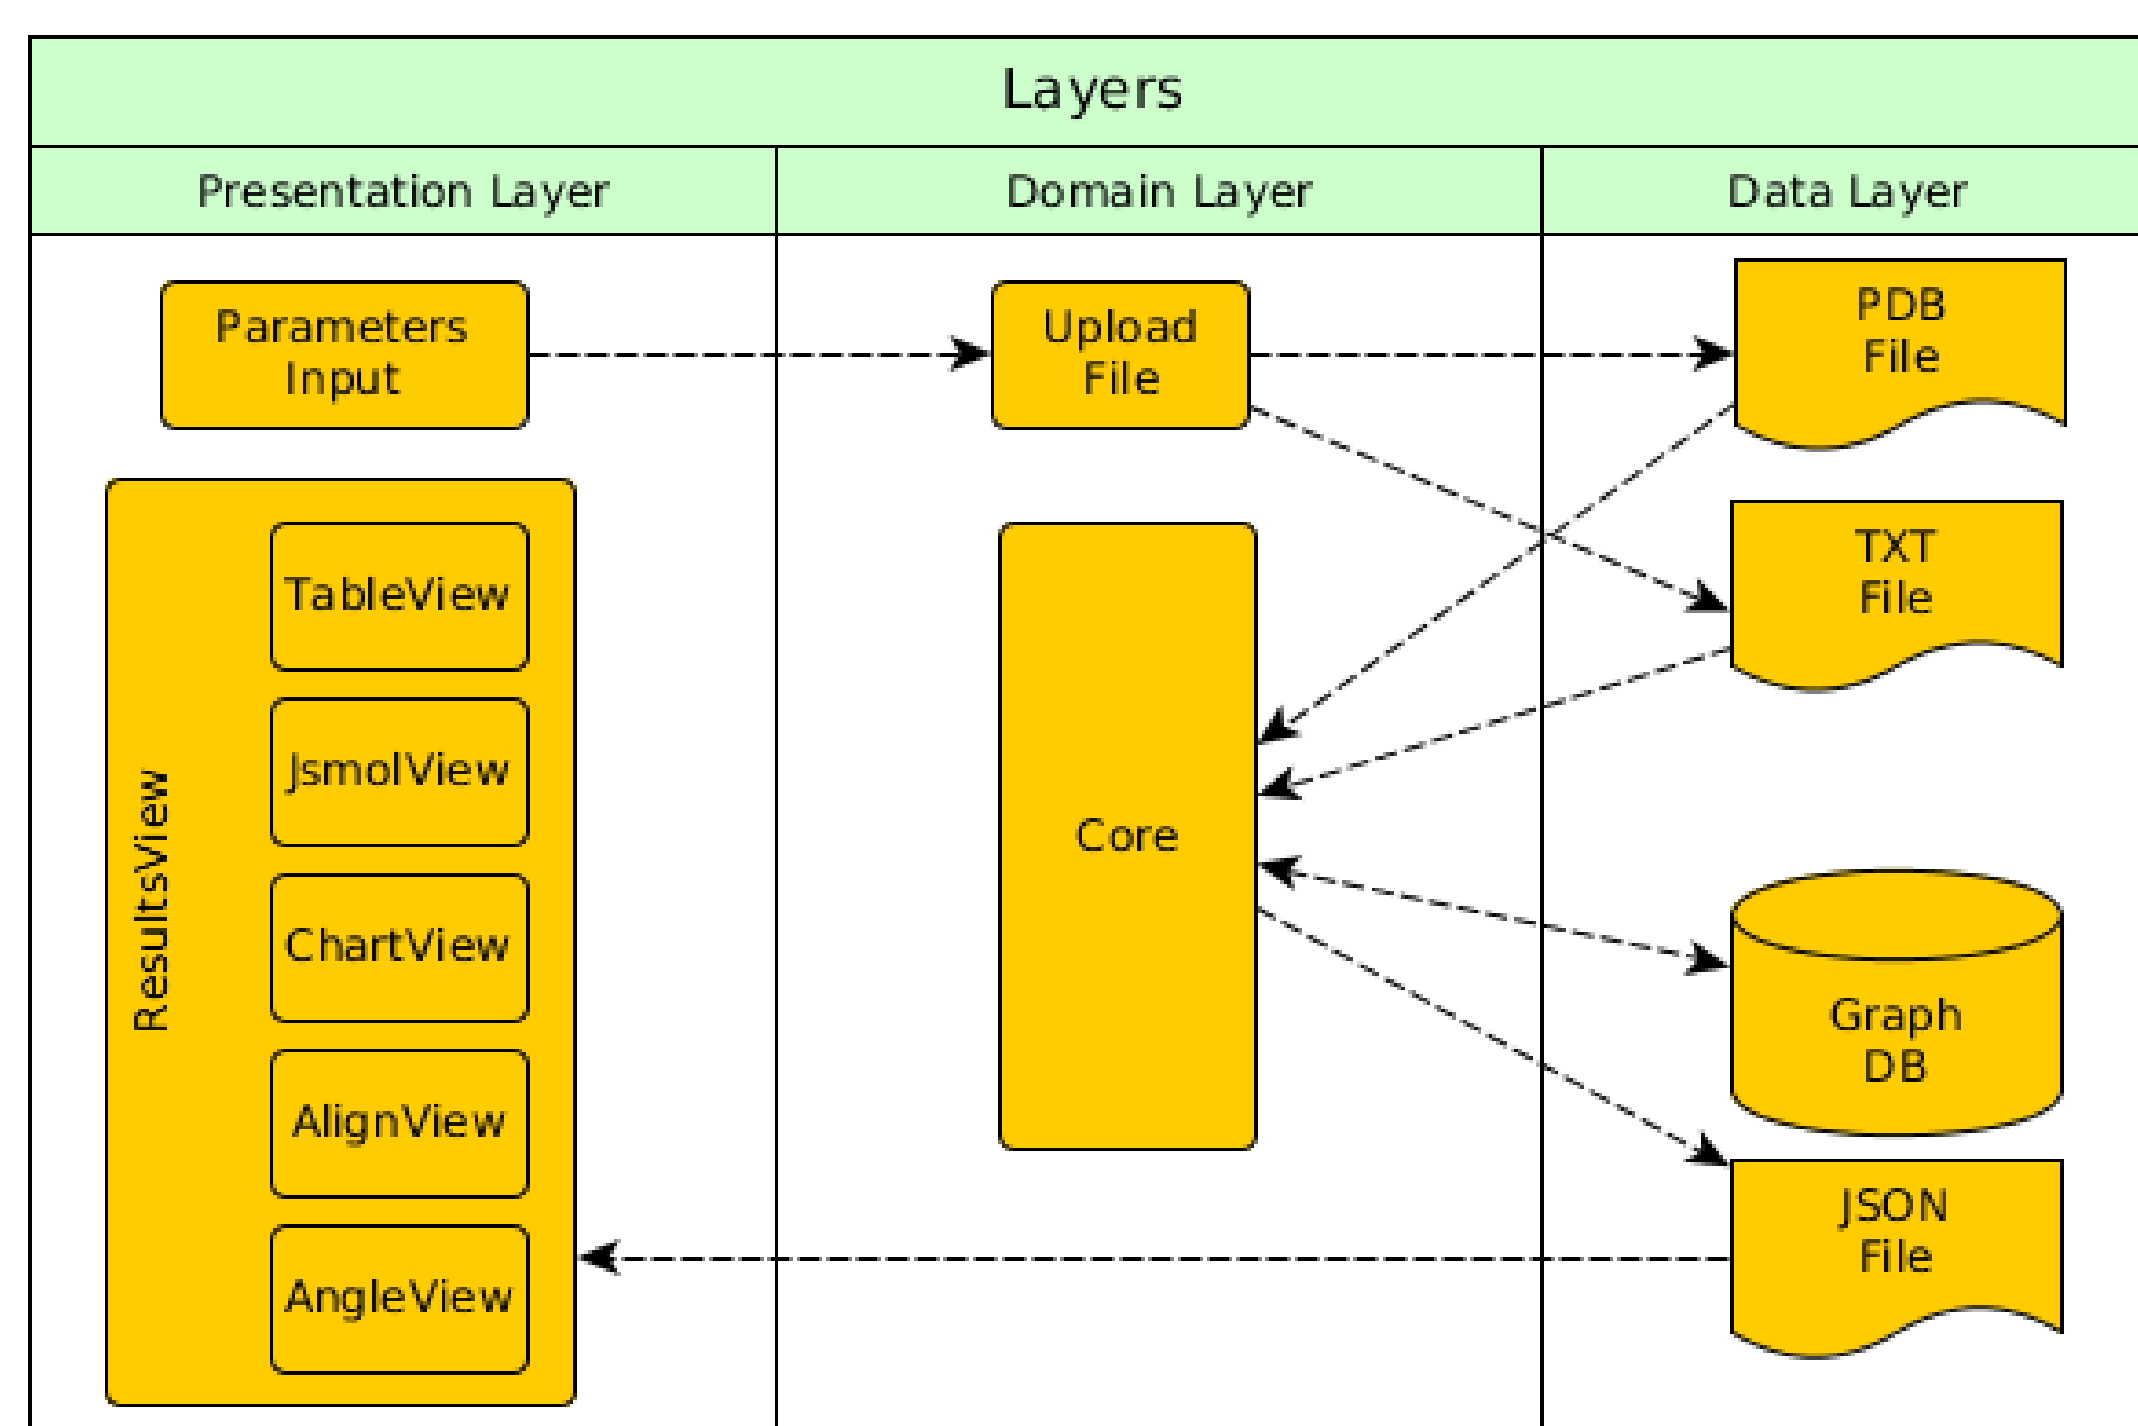 Layers
Presentation Layer
Domain Layer
Data Layer
Parameters
Input
Upload
File
PDB
File
ResultsView
TableView
JsmolView
ChartView
AlignView
AngleView
Core
TXT
File
Graph
DB
JSON
File